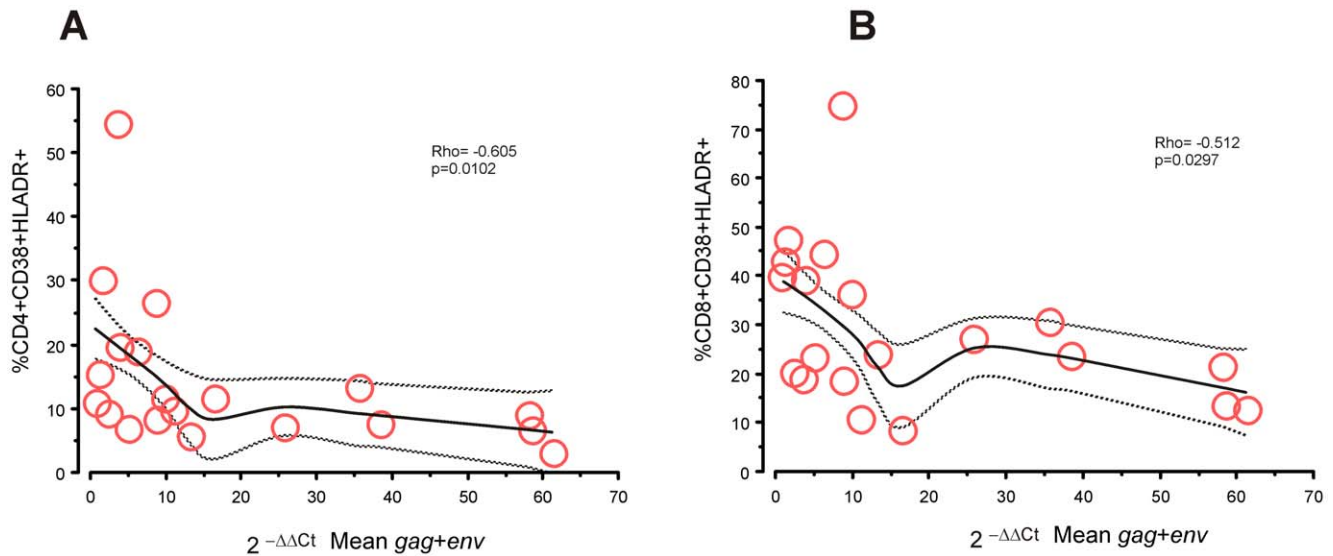 A
%CD4+CD38+HLADR+
60
50
40
30
20
10
0
Rho= -0.605
p=0.0102
0 10 20 30 40 50 60 70
2 −ΔΔCt Mean gag+env
B
%CD8+CD38+HLADR+
80
70
60
50
40
30
20
10
0
Rho= -0.512
p=0.0297
0 10 20 30 40 50 60 70
2 −ΔΔCt Mean gag+env